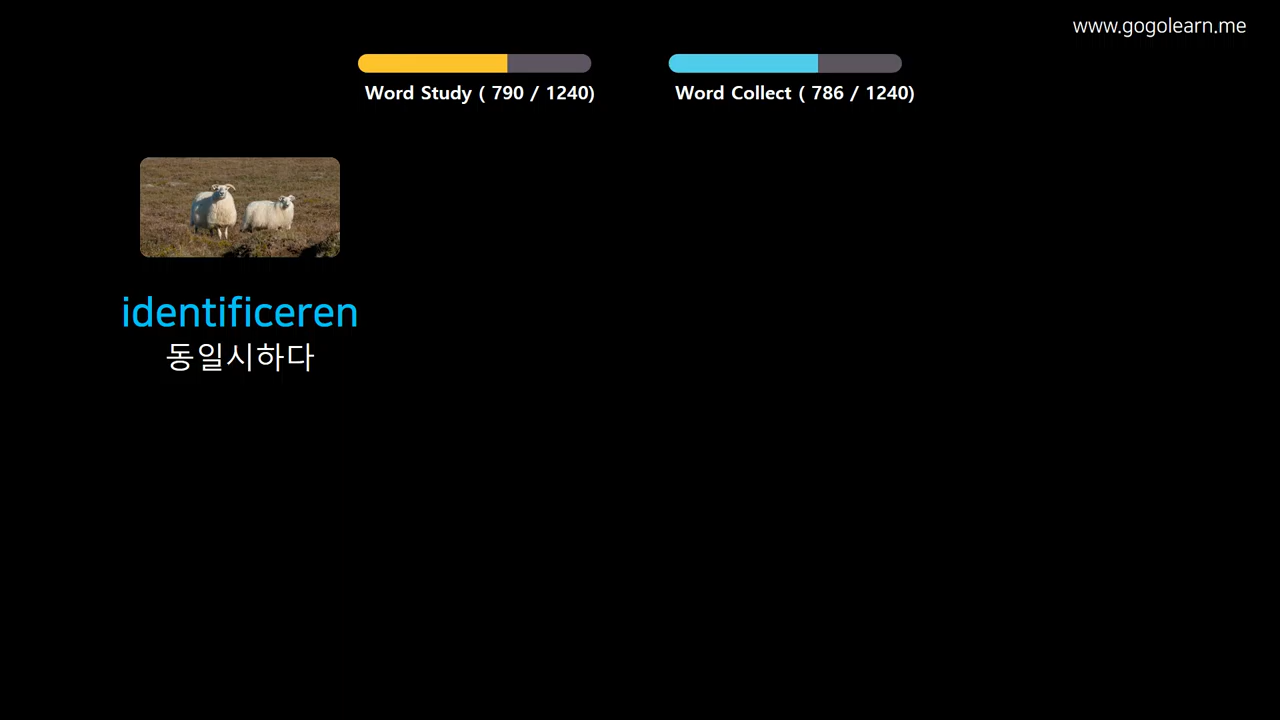 www.gogolearn.me
Word Study ( 790 / 1240)
Word Collect ( 786 / 1240)
identificeren
동일시하다